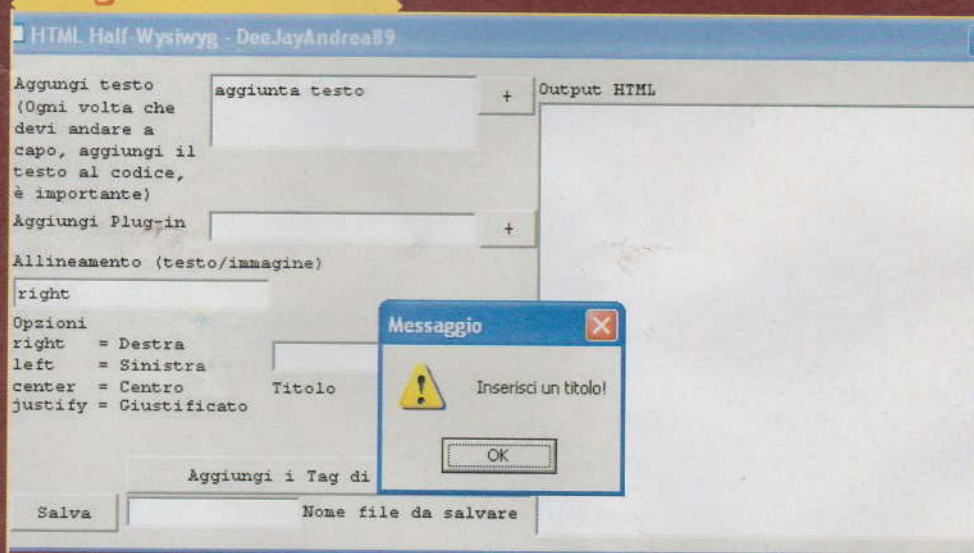 HTML Half-Wysiwyg - DeeJayAndrea89
Aggungi testo
(Ogni volta che
devi andare a
capo, aggiungi il
testo al codice,
è importante)
aggiunta testo
+
Output HTML
Aggiungi Plug-in
+
Allineamento (testo/immagine)
right
Opzioni
right = Destra
left = Sinistra
center = Centro
justify = Giustificato
Titolo
Messaggio
Inserisci un titolo!
OK
Aggiungi i Tag di
Salva
Nome file da salvare